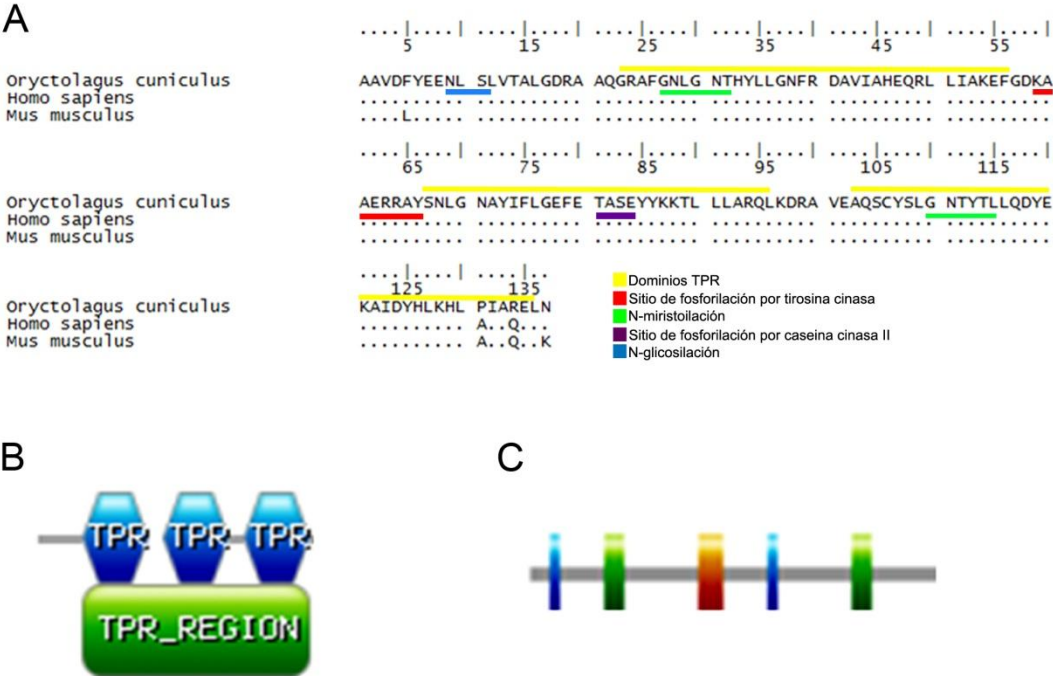 A
....|....| ....|....| ....|....| ....|....| ....|....| ....|....|
5 15 25 35 45 55
Oryctolagus cuniculus AAVDFYEENL SLVTALGDRA AQGRAFGNLG NTHYLLGNFR DAVIAHEQRL LIAKEFGDKA
Homo sapiens .......... .......... .......... .......... .......... ..........
Mus musculus ....L..... .......... .......... .......... .......... ..........
....|....| ....|....| ....|....| ....|....| ....|....| ....|....|
65 75 85 95 105 115
Oryctolagus cuniculus AERRAYSNLG NAYIFLGEFE TASEYYKKTL LLARQLKDRA VEAQSCYSLG NTYTLLQDYE
Homo sapiens .......... .......... .......... .......... .......... ..........
Mus musculus .......... .......... .......... .......... .......... ..........
....|....| ....|..
125 135
Oryctolagus cuniculus KAIDYHLKHL PIARELN
Homo sapiens .......... A..Q...
Mus musculus .......... A..Q..K
Dominios TPR
Sitio de fosforilación por tirosina cinasa
N-miristoilación
Sitio de fosforilación por caseina cinasa II
N-glicosilación
B
TPR TPR TPR
TPR_REGION
C